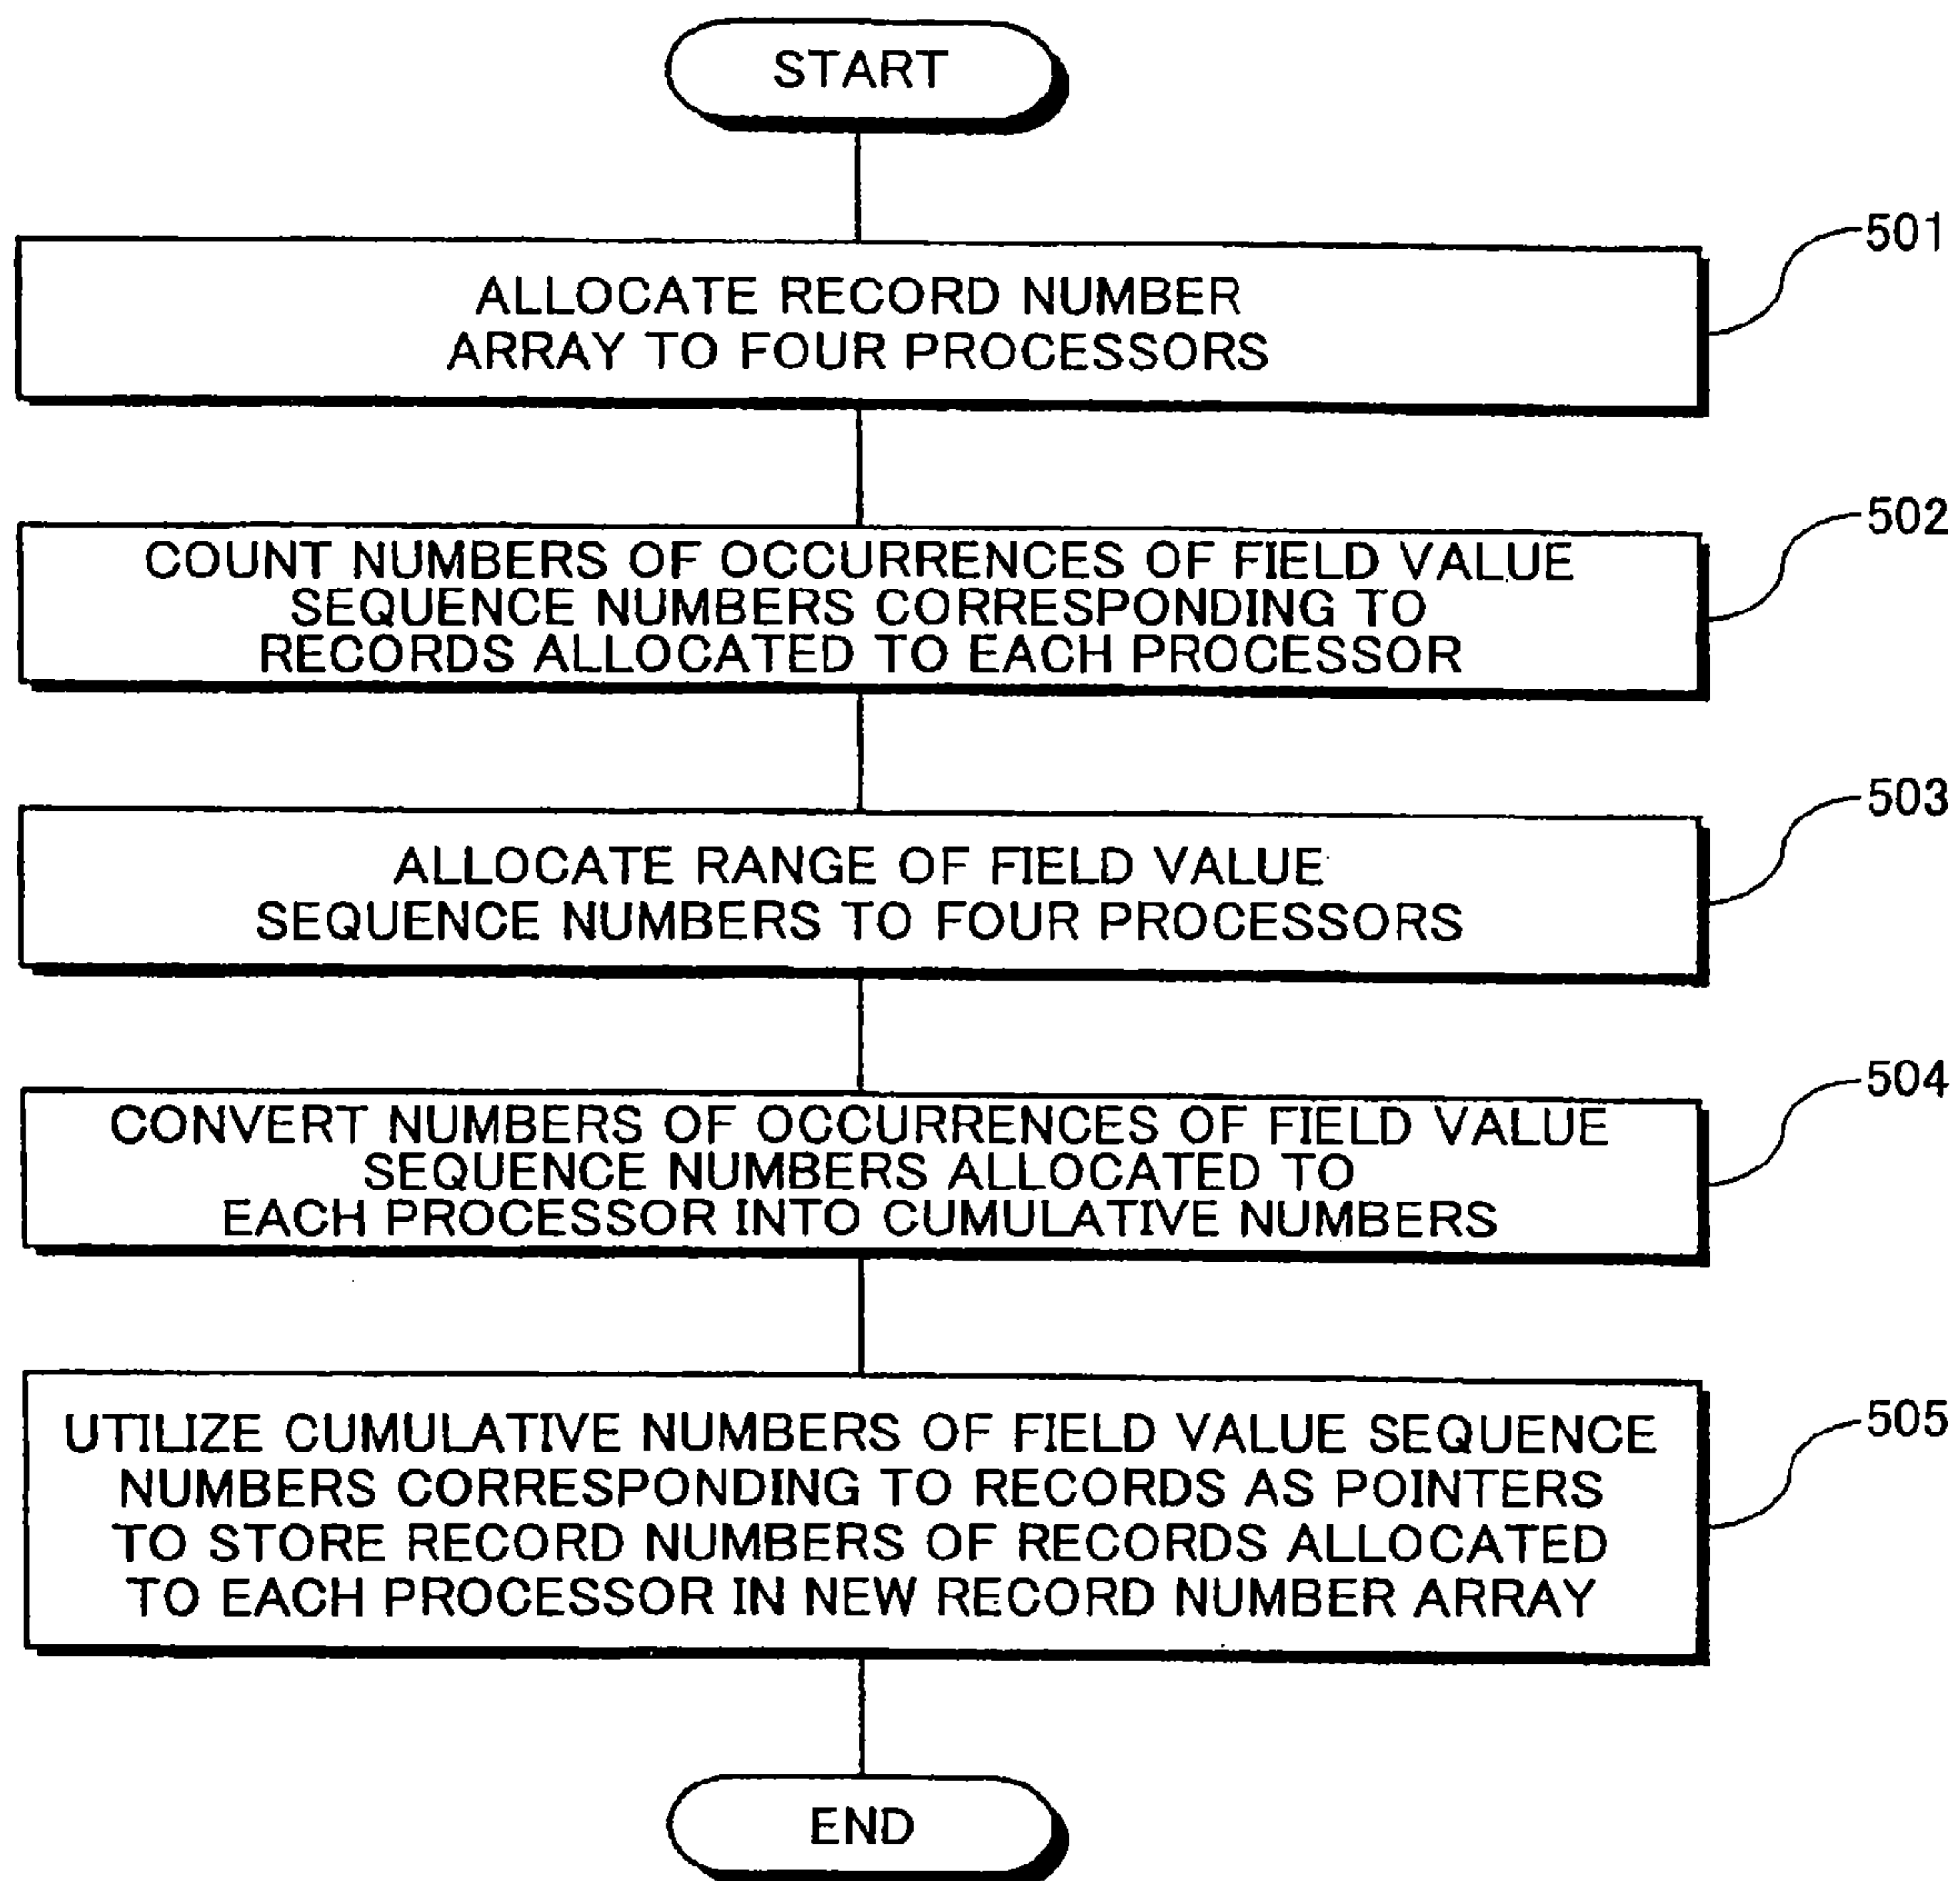 START
501
ALLOCATE RECORD NUMBER
ARRAY TO FOUR PROCESSORS
502
COUNT NUMBERS OF OCCURRENCES OF FIELD VALUE
SEQUENCE NUMBERS CORRESPONDING TO
RECORDS ALLOCATED TO EACH PROCESSOR
503
ALLOCATE RANGE OF FIELD VALUE
SEQUENCE NUMBERS TO FOUR PROCESSORS
504
CONVERT NUMBERS OF OCCURRENCES OF FIELD VALUE
SEQUENCE NUMBERS ALLOCATED TO
EACH PROCESSOR INTO CUMULATIVE NUMBERS
505
UTILIZE CUMULATIVE NUMBERS OF FIELD VALUE SEQUENCE
NUMBERS CORRESPONDING TO RECORDS AS POINTERS
TO STORE RECORD NUMBERS OF RECORDS ALLOCATED
TO EACH PROCESSOR IN NEW RECORD NUMBER ARRAY
END